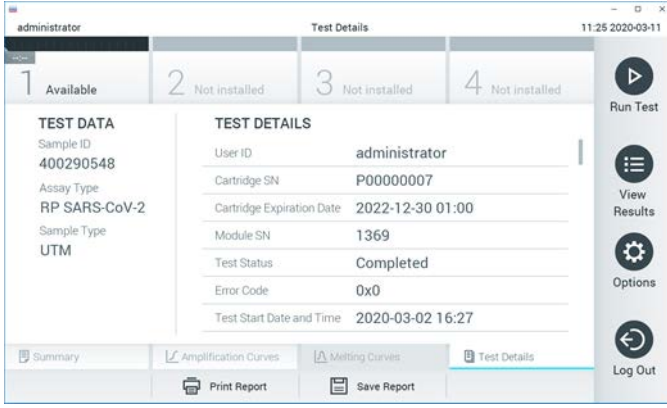 administrator
Test Details
11:25 2020-03-11
--:--
1 Available
2 Not installed
3 Not installed
4 Not installed
Run Test
View
Results
Options
Log Out
TEST DATA
Sample ID
400290548
Assay Type
RP SARS-CoV-2
Sample Type
UTM
TEST DETAILS
User ID administrator
Cartridge SN P00000007
Cartridge Expiration Date 2022-12-30 01:00
Module SN 1369
Test Status Completed
Error Code 0x0
Test Start Date and Time 2020-03-02 16:27
Summary
Amplification Curves
Melting Curves
Test Details
Print Report
Save Report